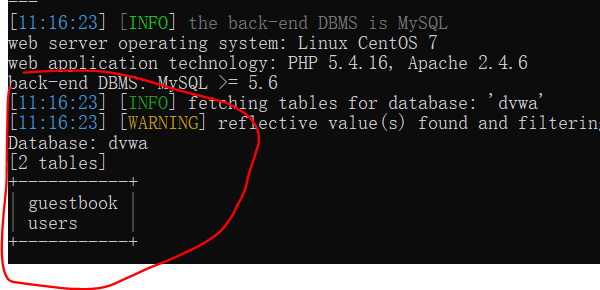 [11:16:23] [INFO] the back-end DBMS is MySQL
web server operating system: Linux CentOS 7
web application technology: PHP 5.4.16, Apache 2.4.6
back-end DBMS: MySQL >= 5.6
[11:16:23] [INFO] fetching tables for database: 'dvwa'
[11:16:23] [WARNING] reflective value(s) found and filtering
Database: dvwa
[2 tables]
+-----------+
| guestbook |
| users     |
+-----------+